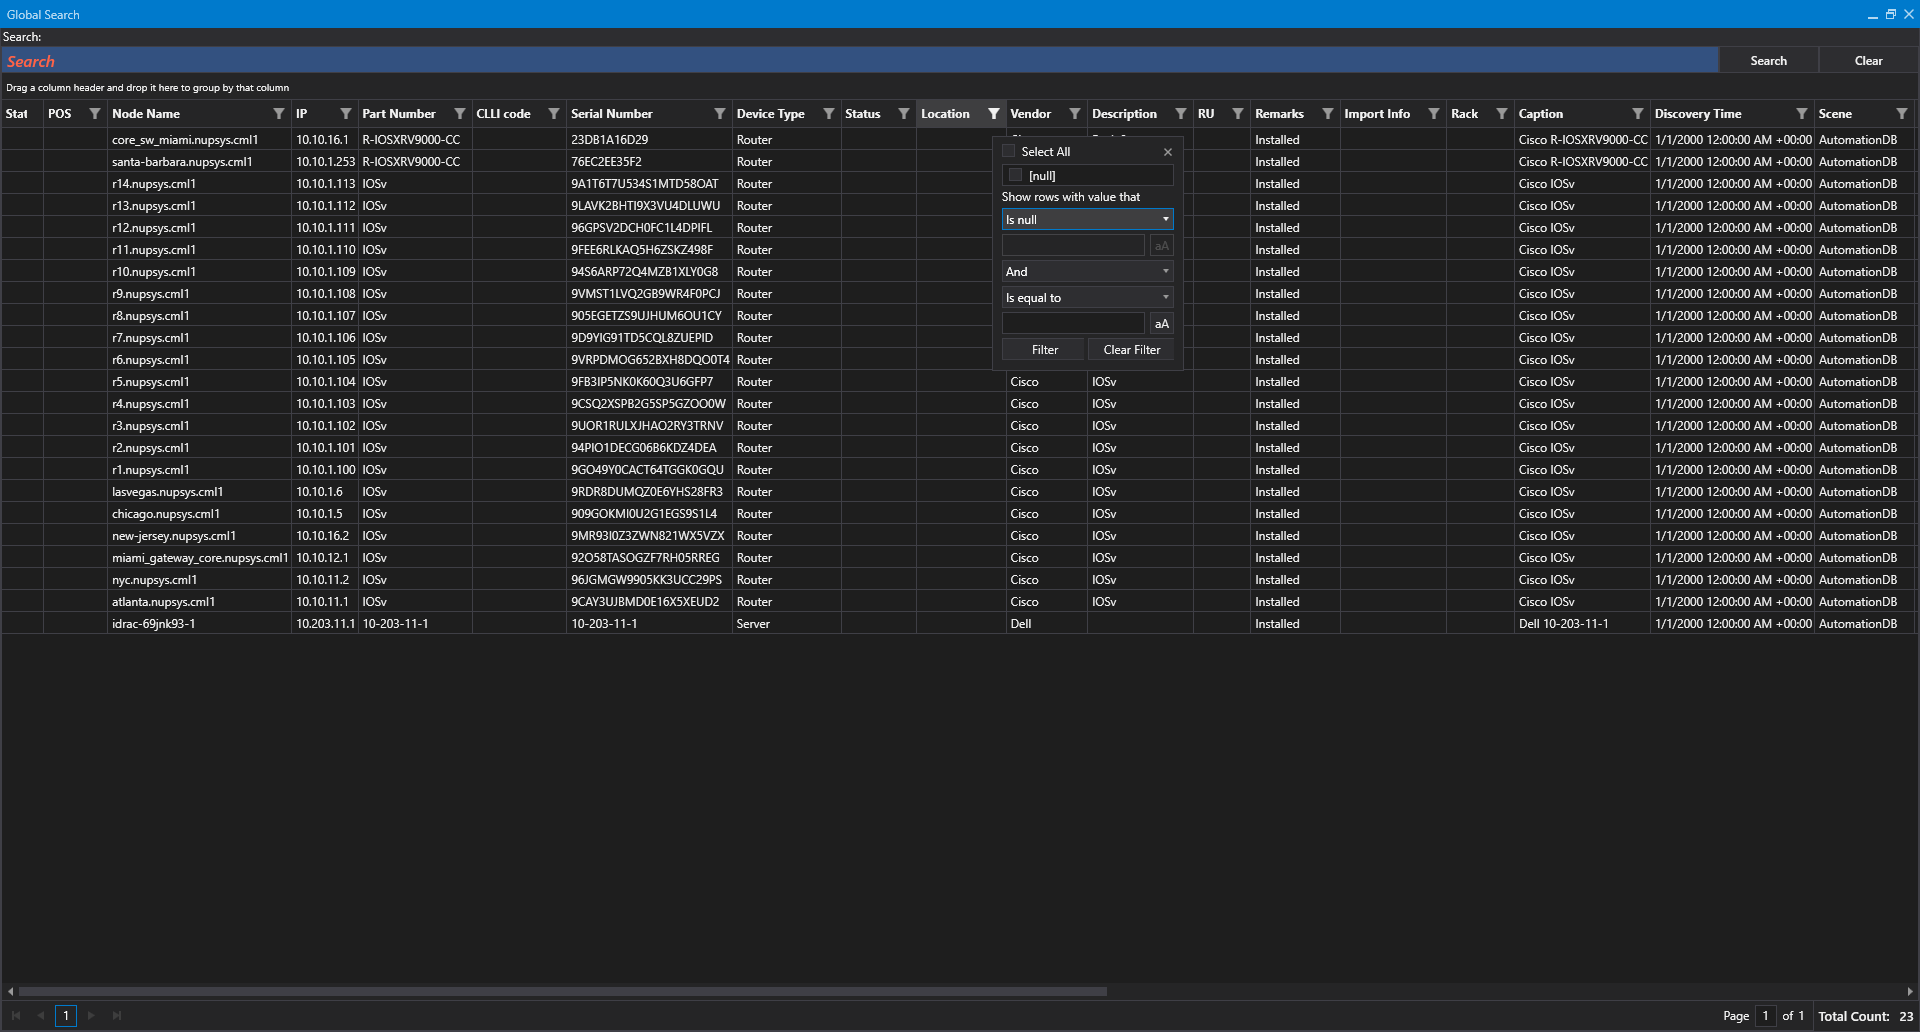 Global Search
Search:
Search Search Clear
Drag a column header and drop it here to group by that column
Stat POS Node Name IP Part Number CLLI code Serial Number Device Type Status Location Vendor Description RU Remarks Import Info Rack Caption Discovery Time Scene
core_sw_miami.nupsys.cml1 10.10.16.1 R-IOSXRV9000-CC 23DB1A16D29 Router Installed Cisco R-IOSXRV9000-CC 1/1/2000 12:00:00 AM +00:00 AutomationDB
santa-barbara.nupsys.cml1 10.10.1.253 R-IOSXRV9000-CC 76EC2EE35F2 Router Installed Cisco R-IOSXRV9000-CC 1/1/2000 12:00:00 AM +00:00 AutomationDB
r14.nupsys.cml1 10.10.1.113 IOSv 9A1T6T7U534S1MTD58OAT Router Installed Cisco IOSv 1/1/2000 12:00:00 AM +00:00 AutomationDB
r13.nupsys.cml1 10.10.1.112 IOSv 9LAVK2BHTI9X3VU4DLUWU Router Installed Cisco IOSv 1/1/2000 12:00:00 AM +00:00 AutomationDB
r12.nupsys.cml1 10.10.1.111 IOSv 96GPSV2DCH0FC1L4DPIFL Router Installed Cisco IOSv 1/1/2000 12:00:00 AM +00:00 AutomationDB
r11.nupsys.cml1 10.10.1.110 IOSv 9FEE6RLKAQ5H6ZSKZ498F Router Installed Cisco IOSv 1/1/2000 12:00:00 AM +00:00 AutomationDB
r10.nupsys.cml1 10.10.1.109 IOSv 94S6ARP72Q4MZB1XLY0G8 Router Installed Cisco IOSv 1/1/2000 12:00:00 AM +00:00 AutomationDB
r9.nupsys.cml1 10.10.1.108 IOSv 9VMST1LVQ2GB9WR4F0PCJ Router Installed Cisco IOSv 1/1/2000 12:00:00 AM +00:00 AutomationDB
r8.nupsys.cml1 10.10.1.107 IOSv 905EGETZS9UJHUM6OU1CY Router Installed Cisco IOSv 1/1/2000 12:00:00 AM +00:00 AutomationDB
r7.nupsys.cml1 10.10.1.106 IOSv 9D9YIG91TD5CQL8ZUEPID Router Installed Cisco IOSv 1/1/2000 12:00:00 AM +00:00 AutomationDB
r6.nupsys.cml1 10.10.1.105 IOSv 9VRPDMOG652BXH8DQO0T4 Router Installed Cisco IOSv 1/1/2000 12:00:00 AM +00:00 AutomationDB
r5.nupsys.cml1 10.10.1.104 IOSv 9FB3IP5NK0K60Q3U6GFP7 Router Cisco IOSv Installed Cisco IOSv 1/1/2000 12:00:00 AM +00:00 AutomationDB
r4.nupsys.cml1 10.10.1.103 IOSv 9CSQ2XSPB2G5SP5GZOO0W Router Cisco IOSv Installed Cisco IOSv 1/1/2000 12:00:00 AM +00:00 AutomationDB
r3.nupsys.cml1 10.10.1.102 IOSv 9UOR1RULXJHAO2RY3TRNV Router Cisco IOSv Installed Cisco IOSv 1/1/2000 12:00:00 AM +00:00 AutomationDB
r2.nupsys.cml1 10.10.1.101 IOSv 94PIO1DECG06B6KDZ4DEA Router Cisco IOSv Installed Cisco IOSv 1/1/2000 12:00:00 AM +00:00 AutomationDB
r1.nupsys.cml1 10.10.1.100 IOSv 9GO49Y0CACT64TGGK0GQU Router Cisco IOSv Installed Cisco IOSv 1/1/2000 12:00:00 AM +00:00 AutomationDB
lasvegas.nupsys.cml1 10.10.1.6 IOSv 9RDR8DUMQZ0E6YHS28FR3 Router Cisco IOSv Installed Cisco IOSv 1/1/2000 12:00:00 AM +00:00 AutomationDB
chicago.nupsys.cml1 10.10.1.5 IOSv 909GOKMI0U2G1EGS9S1L4 Router Cisco IOSv Installed Cisco IOSv 1/1/2000 12:00:00 AM +00:00 AutomationDB
new-jersey.nupsys.cml1 10.10.16.2 IOSv 9MR93I0Z3ZWN821WX5VZX Router Cisco IOSv Installed Cisco IOSv 1/1/2000 12:00:00 AM +00:00 AutomationDB
miami_gateway_core.nupsys.cml1 10.10.12.1 IOSv 92O58TASOGZF7RH05RREG Router Cisco IOSv Installed Cisco IOSv 1/1/2000 12:00:00 AM +00:00 AutomationDB
nyc.nupsys.cml1 10.10.11.2 IOSv 96JGMGW9905KK3UCC29PS Router Cisco IOSv Installed Cisco IOSv 1/1/2000 12:00:00 AM +00:00 AutomationDB
atlanta.nupsys.cml1 10.10.11.1 IOSv 9CAY3UJBMD0E16X5XEUD2 Router Cisco IOSv Installed Cisco IOSv 1/1/2000 12:00:00 AM +00:00 AutomationDB
idrac-69jnk93-1 10.203.11.1 10-203-11-1 10-203-11-1 Server Dell Installed Dell 10-203-11-1 1/1/2000 12:00:00 AM +00:00 AutomationDB
Select All
[null]
Show rows with value that
Is null
aA
And
Is equal to
aA
Filter Clear Filter
1 Page 1 of 1 Total Count: 23